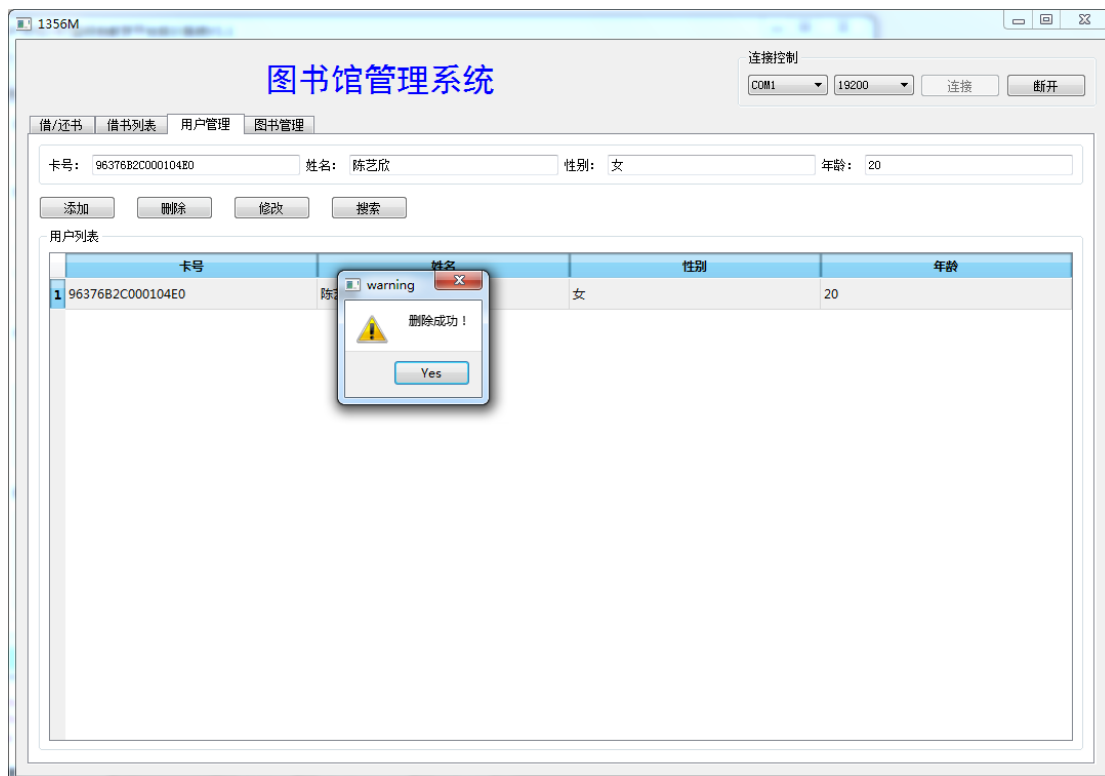 1356M
图书馆管理系统
连接控制
COM1 19200 连接 断开
借/还书 借书列表 用户管理 图书管理
卡号: 96376B2C000104E0 姓名: 陈艺欣 性别: 女 年龄: 20
添加 删除 修改 搜索
用户列表
卡号 姓名 性别 年龄
1 96376B2C000104E0 陈 女 20
warning
删除成功！
Yes